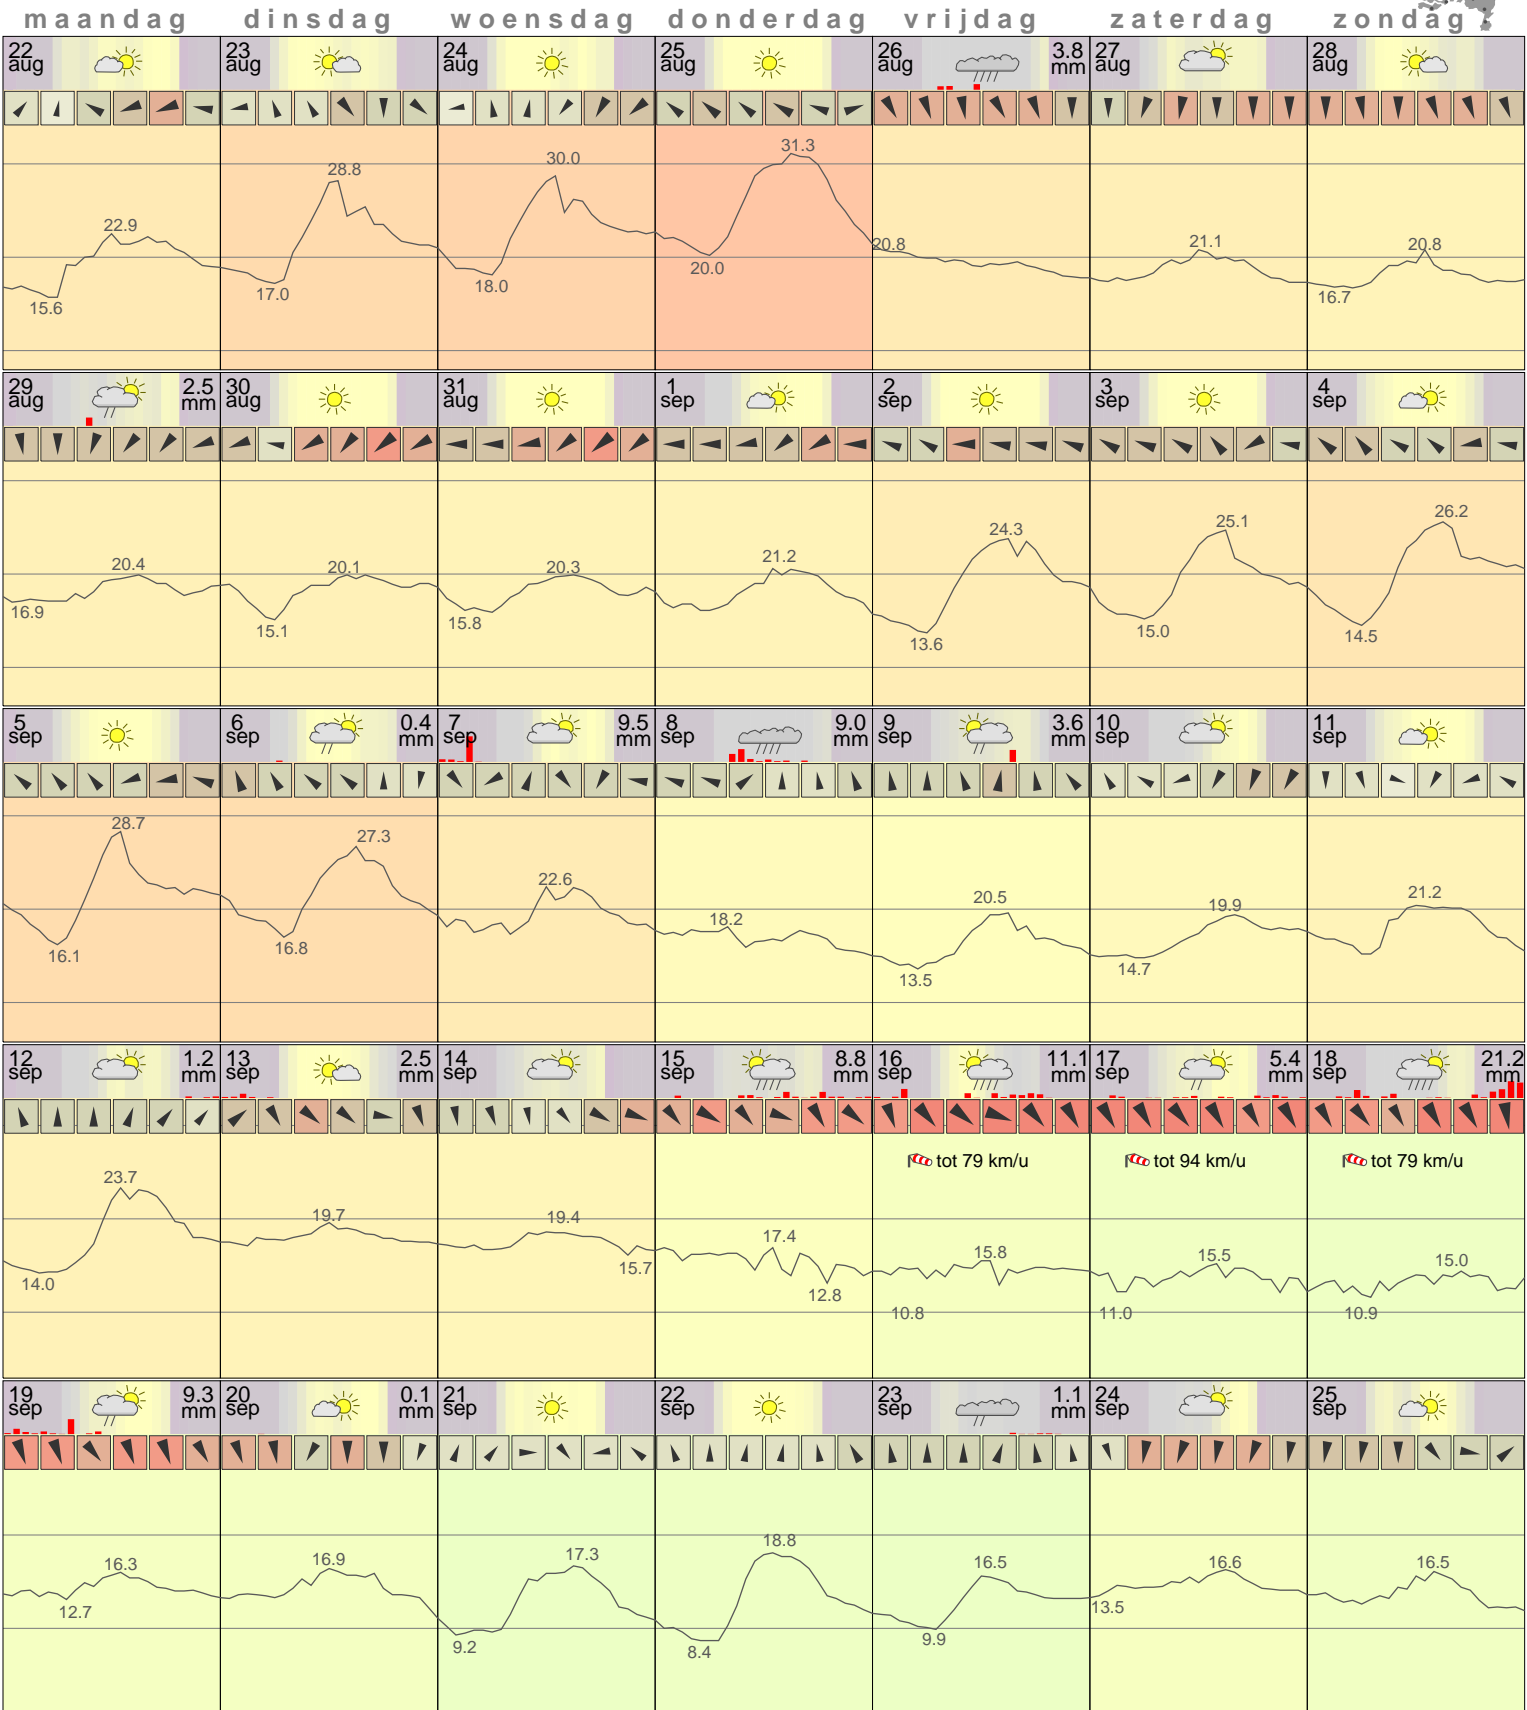 maandag dinsdag woensdag donderdag vrijdag zaterdag zondag
22 aug
23 aug
24 aug
25 aug
26 aug 3.8 mm
27 aug
28 aug
22.9
15.6
28.8
17.0
30.0
18.0
31.3
20.0
20.8
21.1
20.8
16.7
29 aug 2.5 mm
30 aug
31 aug
1 sep
2 sep
3 sep
4 sep
20.4
16.9
20.1
15.1
20.3
15.8
21.2
24.3
13.6
25.1
15.0
26.2
14.5
5 sep
6 sep 0.4 mm
7 sep 9.5 mm
8 sep 9.0 mm
9 sep 3.6 mm
10 sep
11 sep
28.7
16.1
27.3
16.8
22.6
18.2
20.5
13.5
19.9
14.7
21.2
12 sep 1.2 mm
13 sep 2.5 mm
14 sep
15 sep 8.8 mm
16 sep 11.1 mm
17 sep 5.4 mm
18 sep 21.2 mm
tot 79 km/u
tot 94 km/u
tot 79 km/u
23.7
14.0
19.7
19.4
15.7
17.4
12.8
15.8
10.8
15.5
11.0
15.0
10.9
19 sep 9.3 mm
20 sep 0.1 mm
21 sep
22 sep
23 sep 1.1 mm
24 sep
25 sep
16.3
12.7
16.9
17.3
9.2
18.8
8.4
16.5
9.9
16.6
13.5
16.5